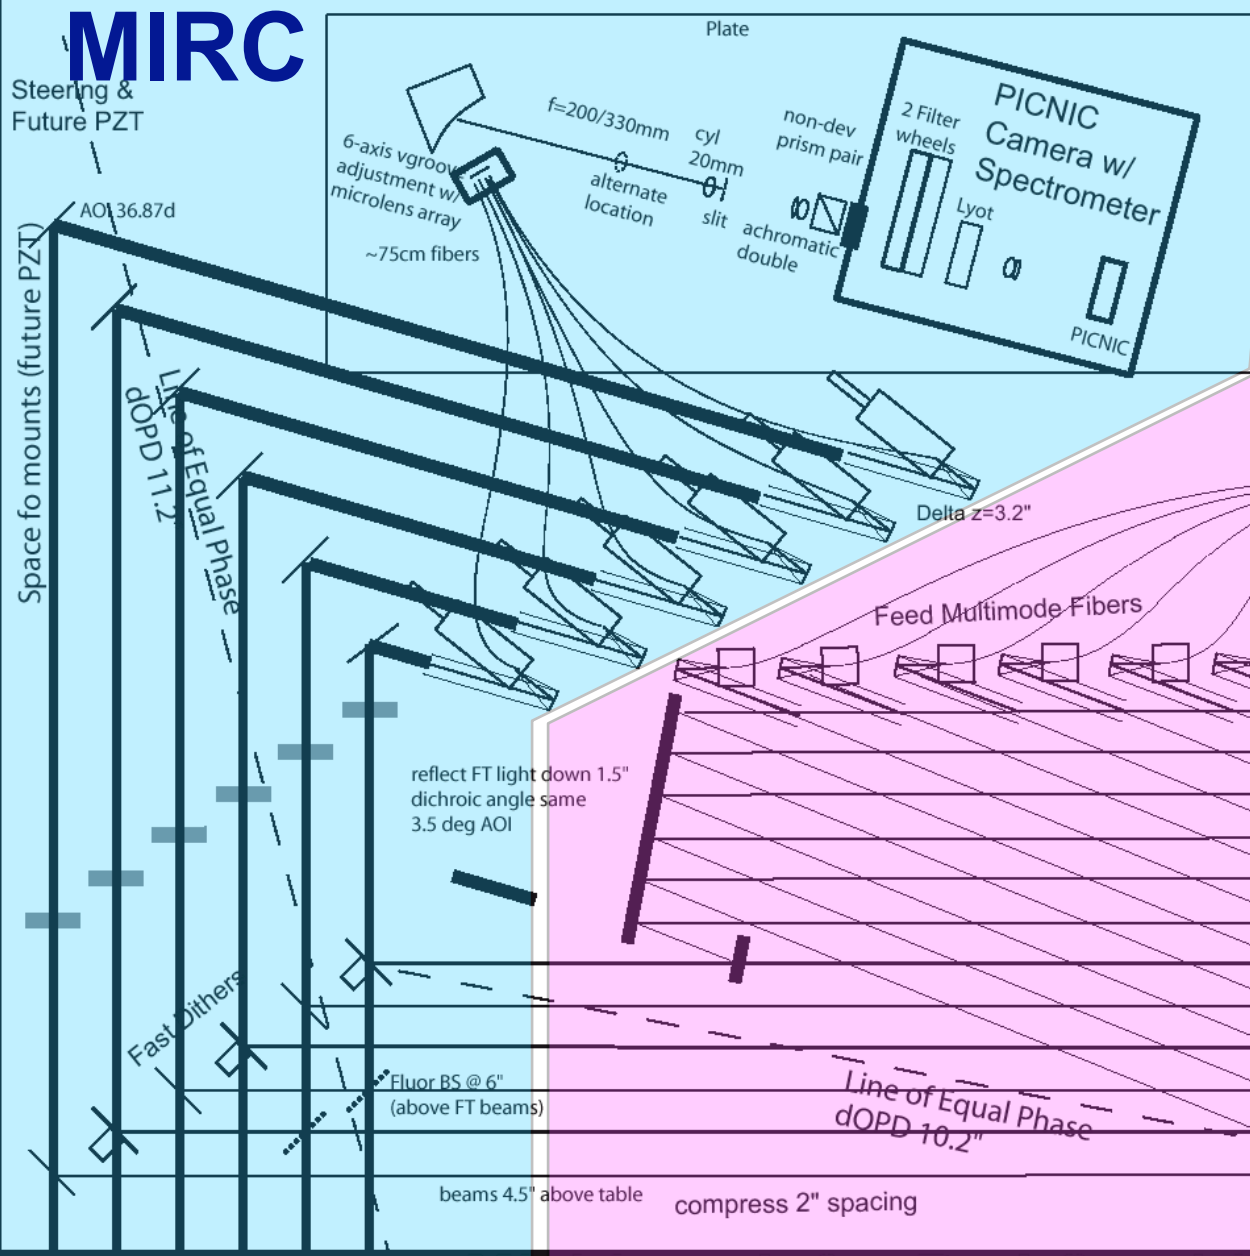 MIRC
Steering &
Future PZT
Plate
AOI 36.87d
Space fo mounts (future PZT)
Line of Equal Phase
dOPD 11.2"
6-axis vgroov
adjustment w/
microlens array
~75cm fibers
f=200/330mm
alternate
location
cyl
20mm
slit
non-dev
prism pair
achromatic
double
2 Filter
wheels
Lyot
PICNIC
Camera w/
Spectrometer
PICNIC
Delta z=3.2"
Feed Multimode Fibers
reflect FT light down 1.5"
dichroic angle same
3.5 deg AOI
Fast Dithers
Fluor BS @ 6"
(above FT beams)
Line of Equal Phase
dOPD 10.2"
beams 4.5" above table
compress 2" spacing